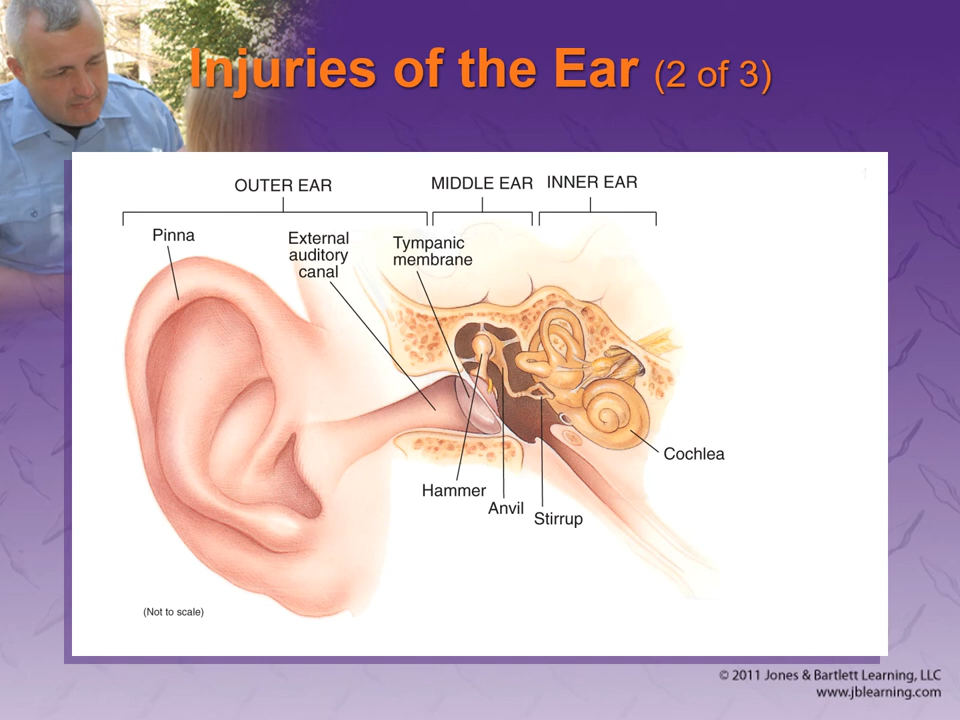 Injuries of the Ear (2 of 3)
OUTER EAR
MIDDLE EAR
INNER EAR
Pinna
External
auditory
canal
Tympanic
membrane
Cochlea
Hammer
Anvil
Stirrup
(Not to scale)
© 2011 Jones & Bartlett Learning, LLC
www.jblearning.com